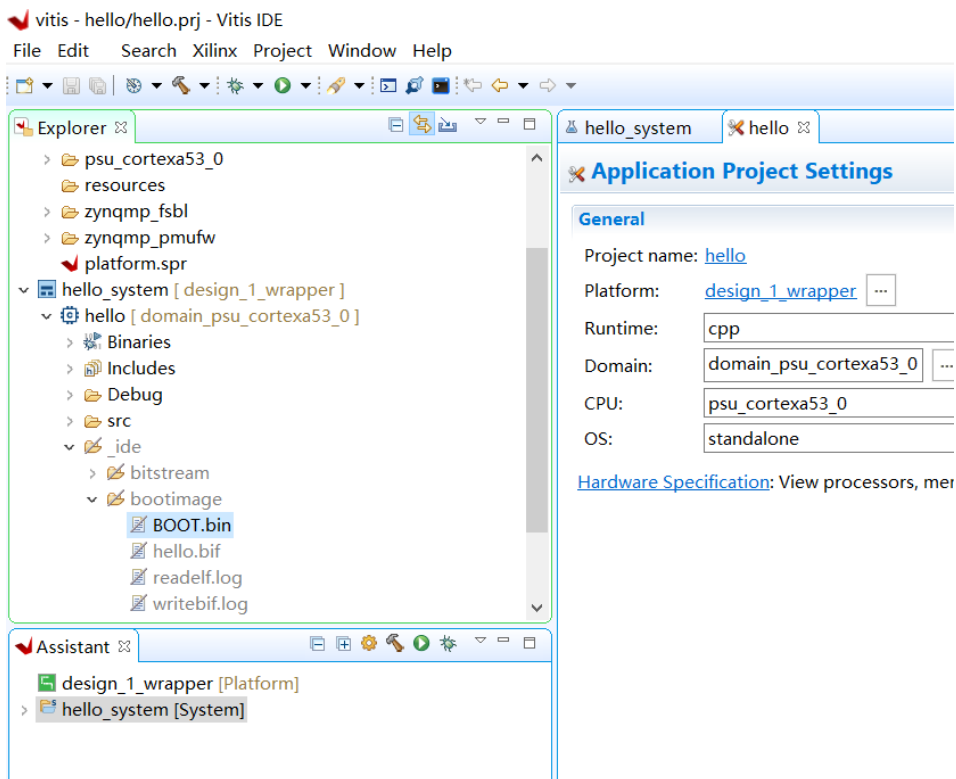 vitis - hello/hello.prj - Vitis IDE
File Edit Search Xilinx Project Window Help
Explorer
psu_cortexa53_0
resources
zynqmp_fsbl
zynqmp_pmufw
platform.spr
hello_system [ design_1_wrapper ]
hello [ domain_psu_cortexa53_0 ]
Binaries
Includes
Debug
src
_ide
bitstream
bootimage
BOOT.bin
hello.bif
readelf.log
writebif.log
Assistant
design_1_wrapper [Platform]
hello_system [System]
hello_system hello
Application Project Settings
General
Project name: hello
Platform: design_1_wrapper ...
Runtime: cpp
Domain: domain_psu_cortexa53_0 ...
CPU: psu_cortexa53_0
OS: standalone
Hardware Specification: View processors, mer